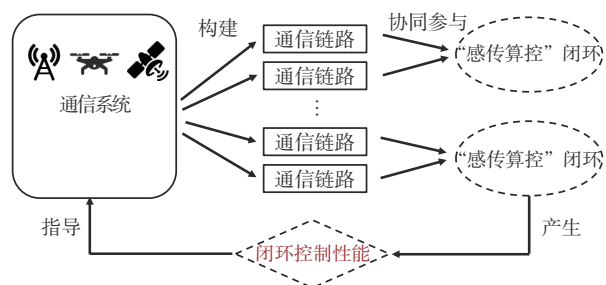 构建
协同参与
通信链路
“感传算控”闭环
通信链路
通信系统
⋮
通信链路
“感传算控”闭环
通信链路
指导
产生
闭环控制性能